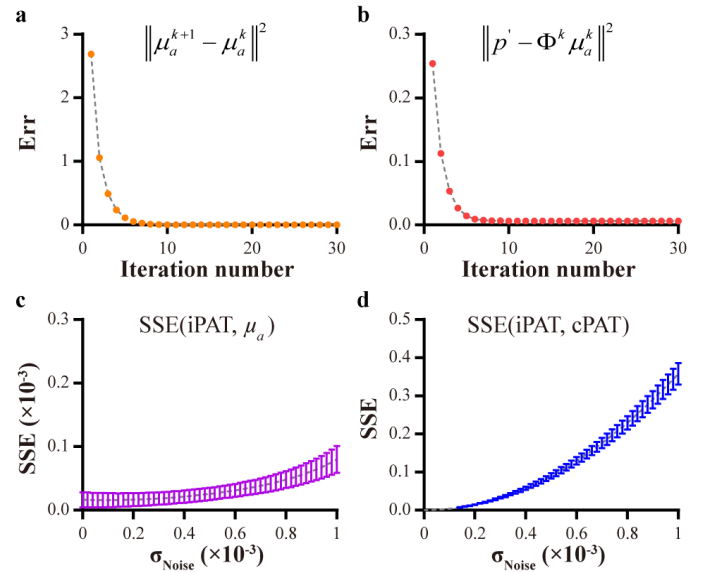 a
‖μₐᵏ⁺¹ − μₐᵏ‖²
3
2
1
0
Err
0
10
20
30
Iteration number
b
‖p' − Φᵏ μₐᵏ‖²
0.3
0.2
0.1
0.0
Err
0
10
20
30
Iteration number
c
SSE(iPAT, μₐ)
0.3
0.2
0.1
0.0
SSE (×10⁻³)
0
0.2
0.4
0.6
0.8
1
σNoise (×10⁻³)
d
SSE(iPAT, cPAT)
0.5
0.4
0.3
0.2
0.1
0.0
SSE
0
0.2
0.4
0.6
0.8
1
σNoise (×10⁻³)